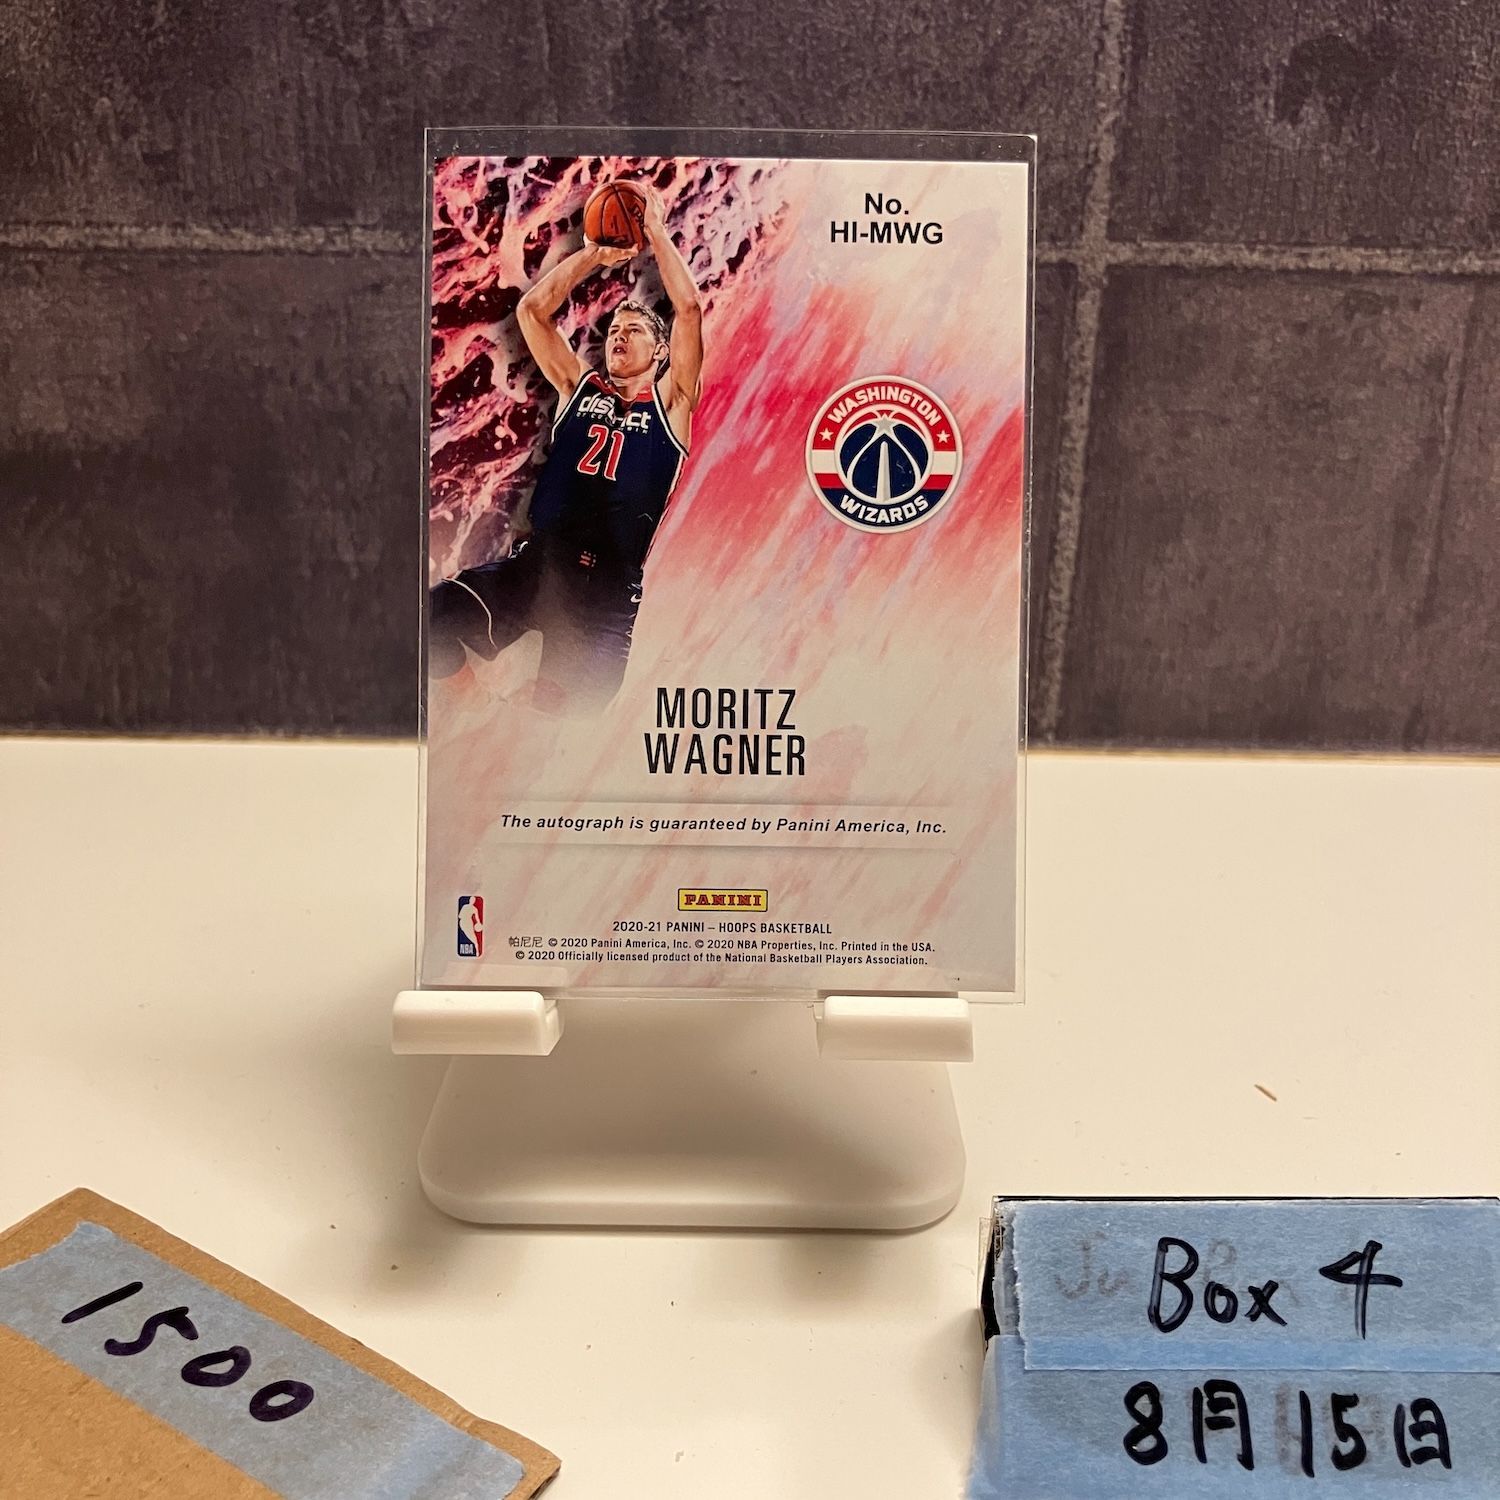 No.
HI-MWG
district
OF COLUMBIA
21
WASHINGTON
WIZARDS
MORITZ
WAGNER
The autograph is guaranteed by Panini America, Inc.
PANINI
NBA
2020-21 PANINI – HOOPS BASKETBALL
帕尼尼 © 2020 Panini America, Inc. © 2020 NBA Properties, Inc. Printed in the USA.
© 2020 Officially licensed product of the National Basketball Players Association.
1500
Box 4
8月15日